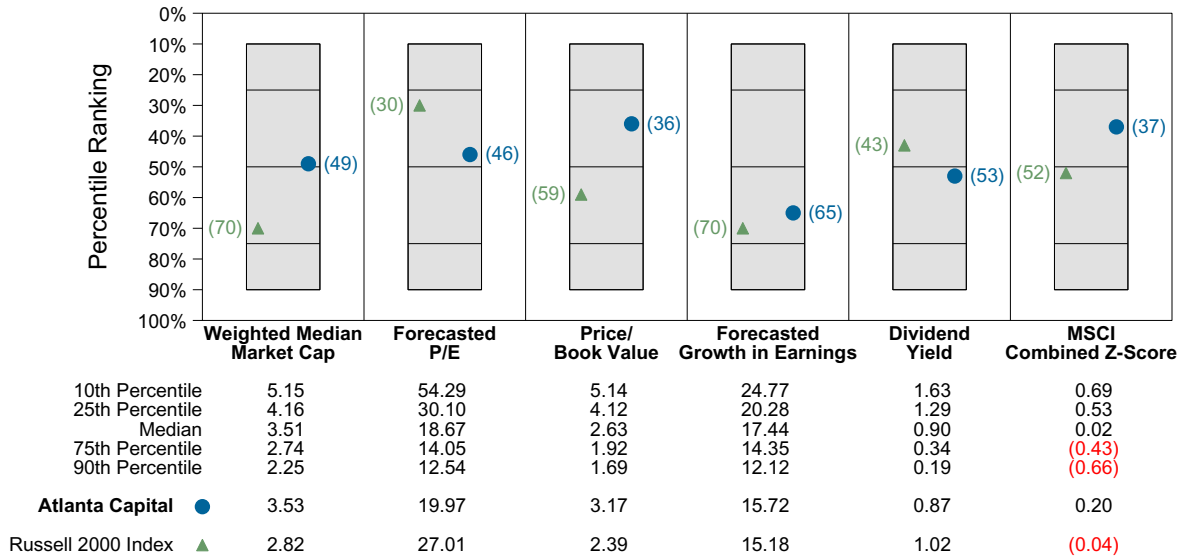 Percentile Ranking
0%
10%
20%
30%
40%
50%
60%
70%
80%
90%
100%
(70)
(49)
(30)
(46)
(59)
(36)
(70)
(65)
(43)
(53)
(52)
(37)
Weighted Median
Market Cap
Forecasted
P/E
Price/
Book Value
Forecasted
Growth in Earnings
Dividend
Yield
MSCI
Combined Z-Score
10th Percentile 5.15 54.29 5.14 24.77 1.63 0.69
25th Percentile 4.16 30.10 4.12 20.28 1.29 0.53
Median 3.51 18.67 2.63 17.44 0.90 0.02
75th Percentile 2.74 14.05 1.92 14.35 0.34 (0.43)
90th Percentile 2.25 12.54 1.69 12.12 0.19 (0.66)
Atlanta Capital 3.53 19.97 3.17 15.72 0.87 0.20
Russell 2000 Index 2.82 27.01 2.39 15.18 1.02 (0.04)